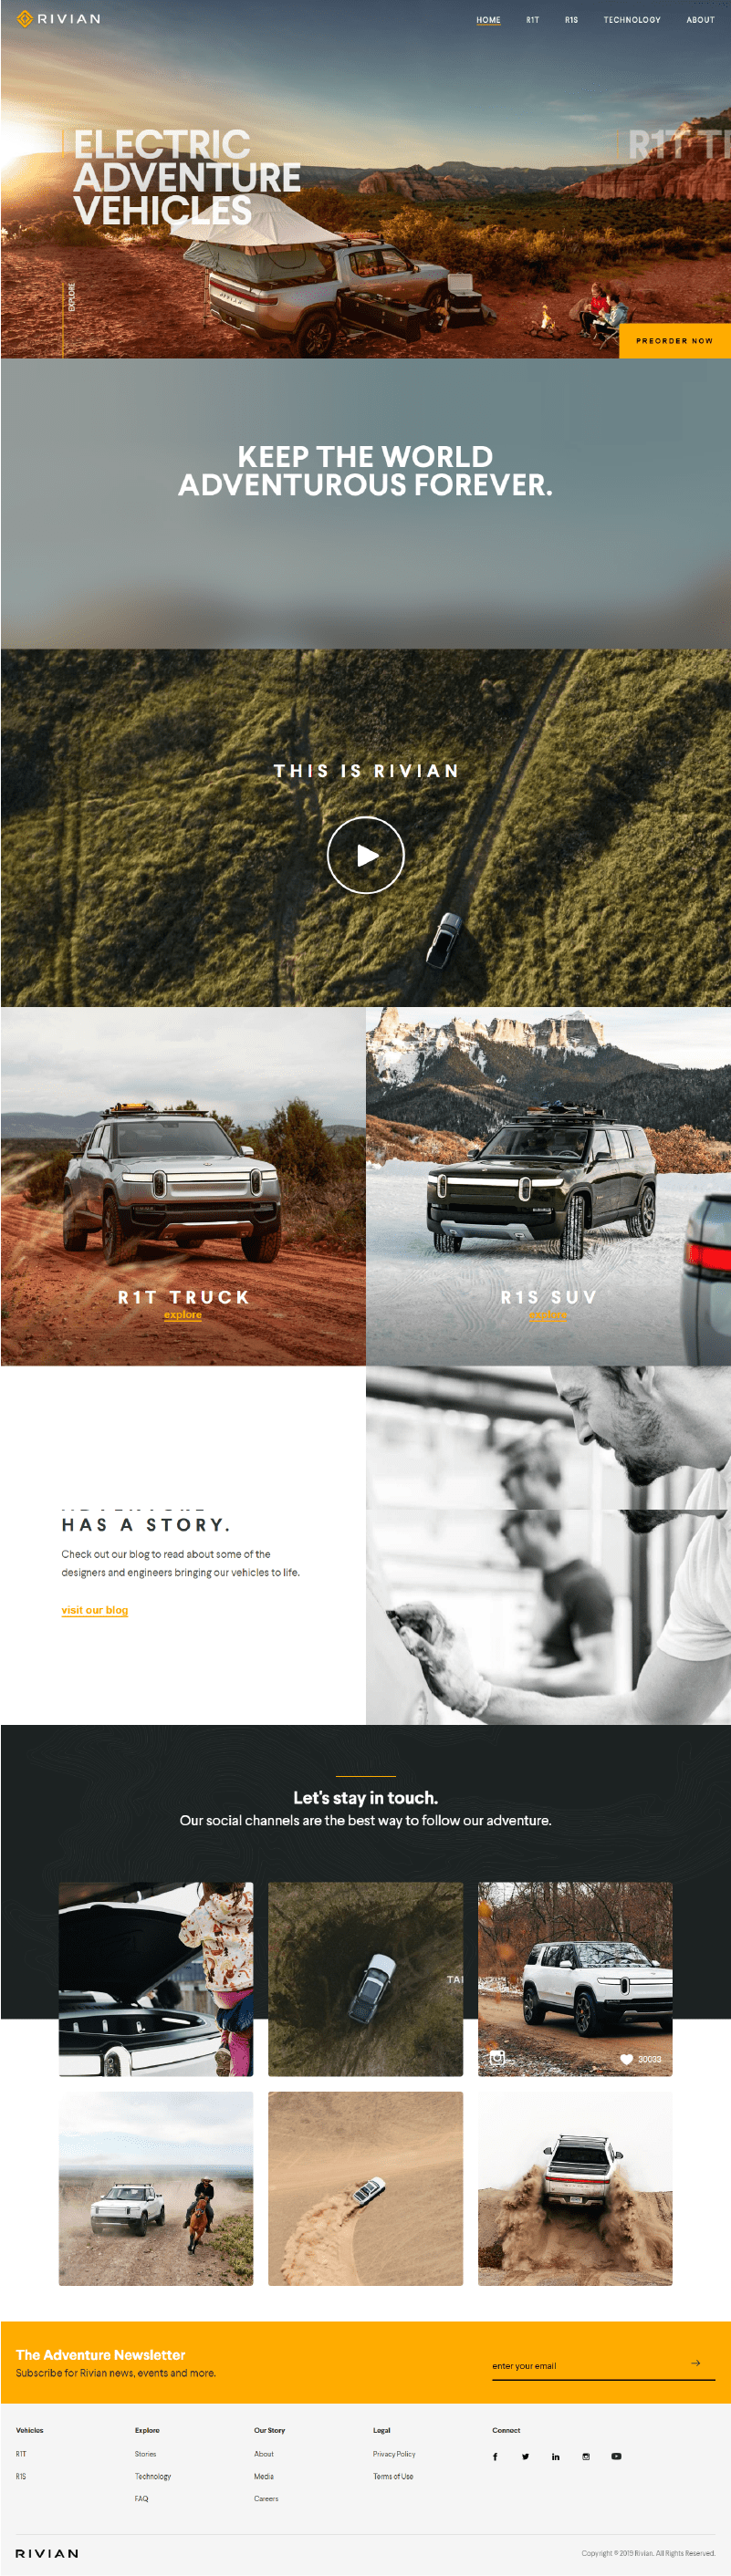 RIVIAN
HOME R1T R1S TECHNOLOGY ABOUT
ELECTRIC
ADVENTURE
VEHICLES
R1T
EXPLORE
PREORDER NOW
KEEP THE WORLD
ADVENTUROUS FOREVER.
THIS IS RIVIAN
R1T TRUCK
explore
R1S SUV
explore
HAS A STORY.
Check out our blog to read about some of the
designers and engineers bringing our vehicles to life.
visit our blog
Let's stay in touch.
Our social channels are the best way to follow our adventure.
30033
The Adventure Newsletter
Subscribe for Rivian news, events and more.
enter your email
Vehicles
R1T
R1S
Explore
Stories
Technology
FAQ
Our Story
About
Media
Careers
Legal
Privacy Policy
Terms of Use
Connect
RIVIAN
Copyright © 2019 Rivian. All Rights Reserved.